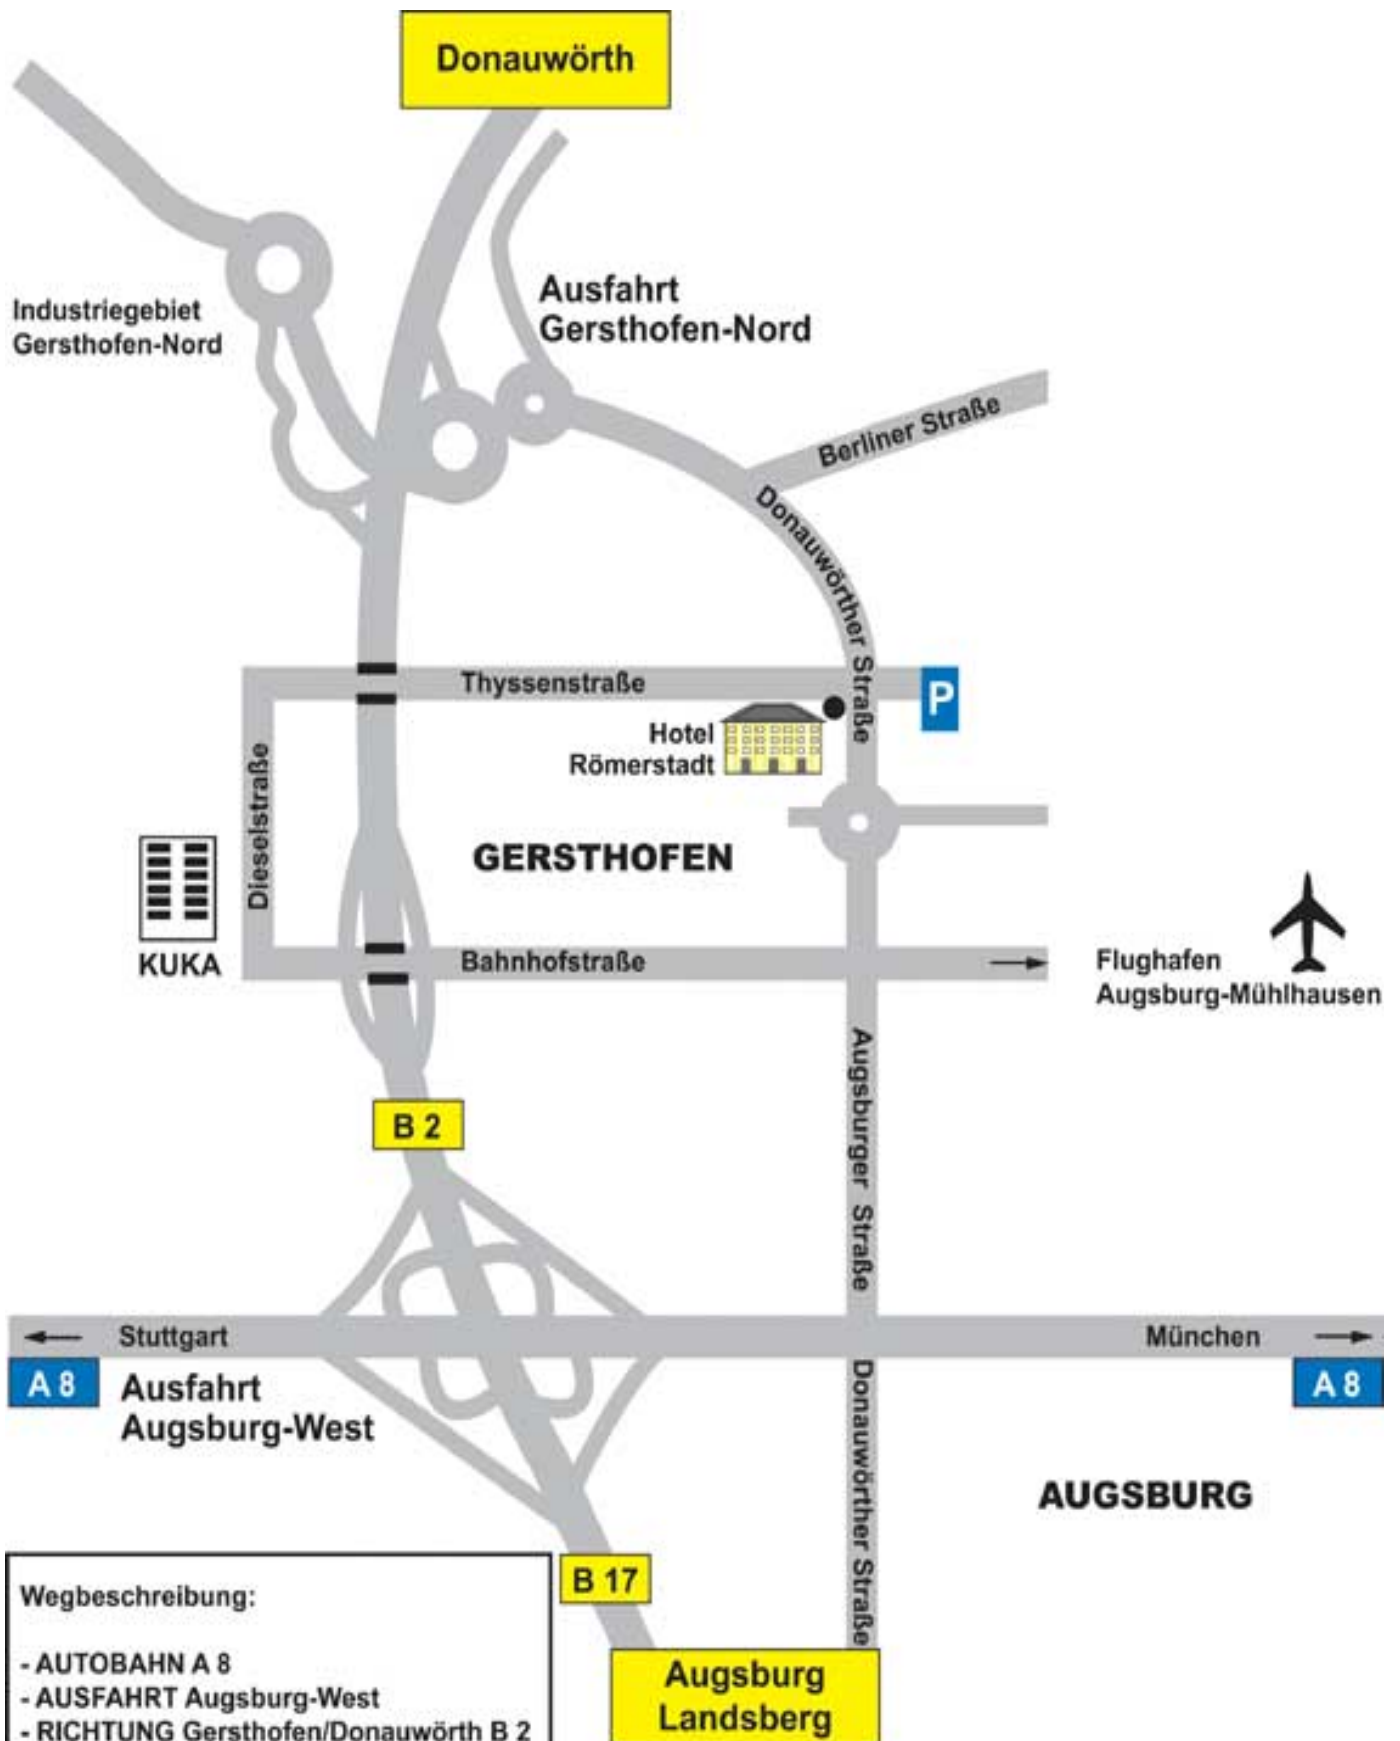 Donauwörth
Ausfahrt
Gersthofen-Nord
Industriegebiet
Gersthofen-Nord
Berliner Straße
Donauwörther Straße
Thyssenstraße
P
Hotel
Römerstadt
Dieselstraße
GERSTHOFEN
KUKA
Bahnhofstraße
Flughafen
Augsburg-Mühlhausen
Augsburger Straße
B 2
Stuttgart
München
A 8
A 8
Ausfahrt
Augsburg-West
Donauwörther Straße
AUGSBURG
B 17
Augsburg
Landsberg
Wegbeschreibung:
- AUTOBAHN A 8
- AUSFAHRT Augsburg-West
- RICHTUNG Gersthofen/Donauwörth B 2